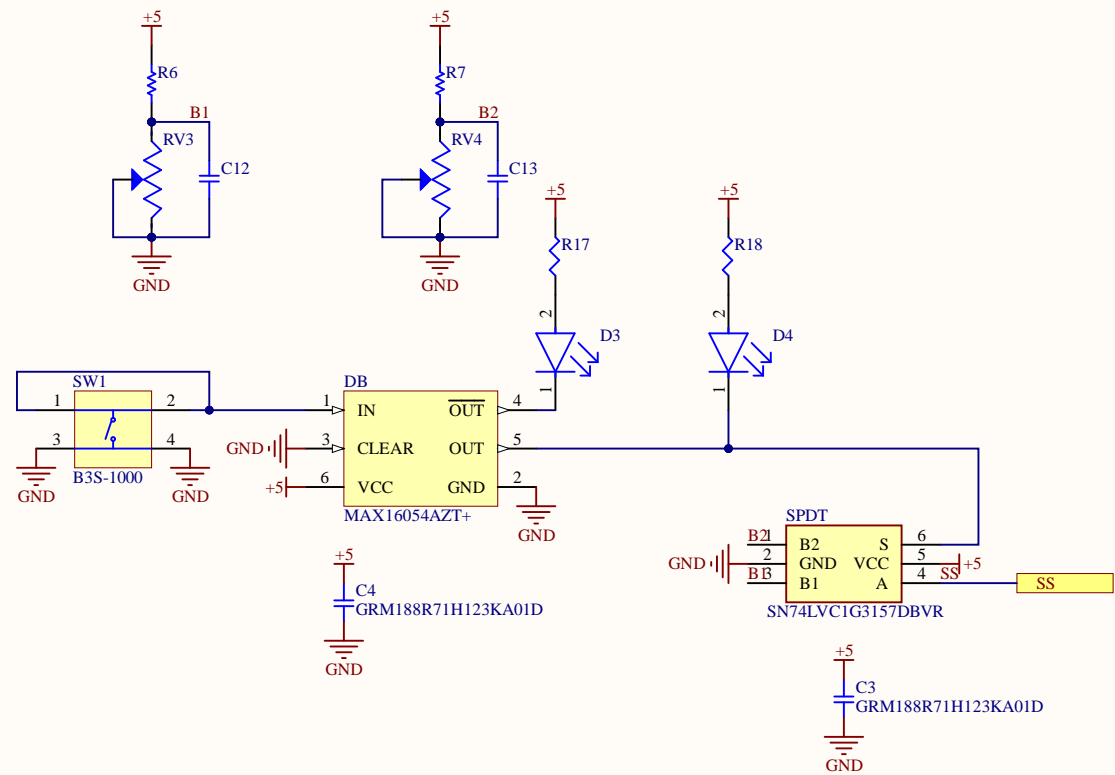 +5
R6
B1
RV3
C12
GND
+5
R7
B2
RV4
C13
GND
+5
R17
2
D3
1
+5
R18
2
D4
1
SW1
1
2
3
4
GND
B3S-1000
GND
DB
1
IN
OUT
4
GND
3
CLEAR
OUT
5
+5
6
VCC
GND
2
MAX16054AZT+
GND
+5
C4
GRM188R71H123KA01D
GND
SPDT
B2
1
B2
S
6
GND
2
GND
VCC
5
+5
B1
3
B1
A
4
SS
SS
SN74LVC1G3157DBVR
+5
C3
GRM188R71H123KA01D
GND